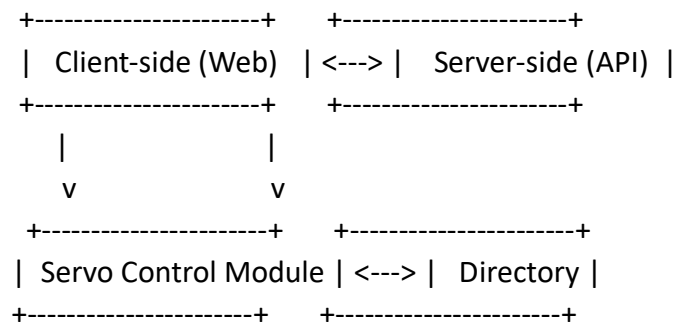 +-----------------------+ +-----------------------+
| Client-side (Web) | <---> | Server-side (API) |
+-----------------------+ +-----------------------+
| |
v v
+-----------------------+ +-----------------------+
| Servo Control Module | <---> | Directory |
+-----------------------+ +-----------------------+